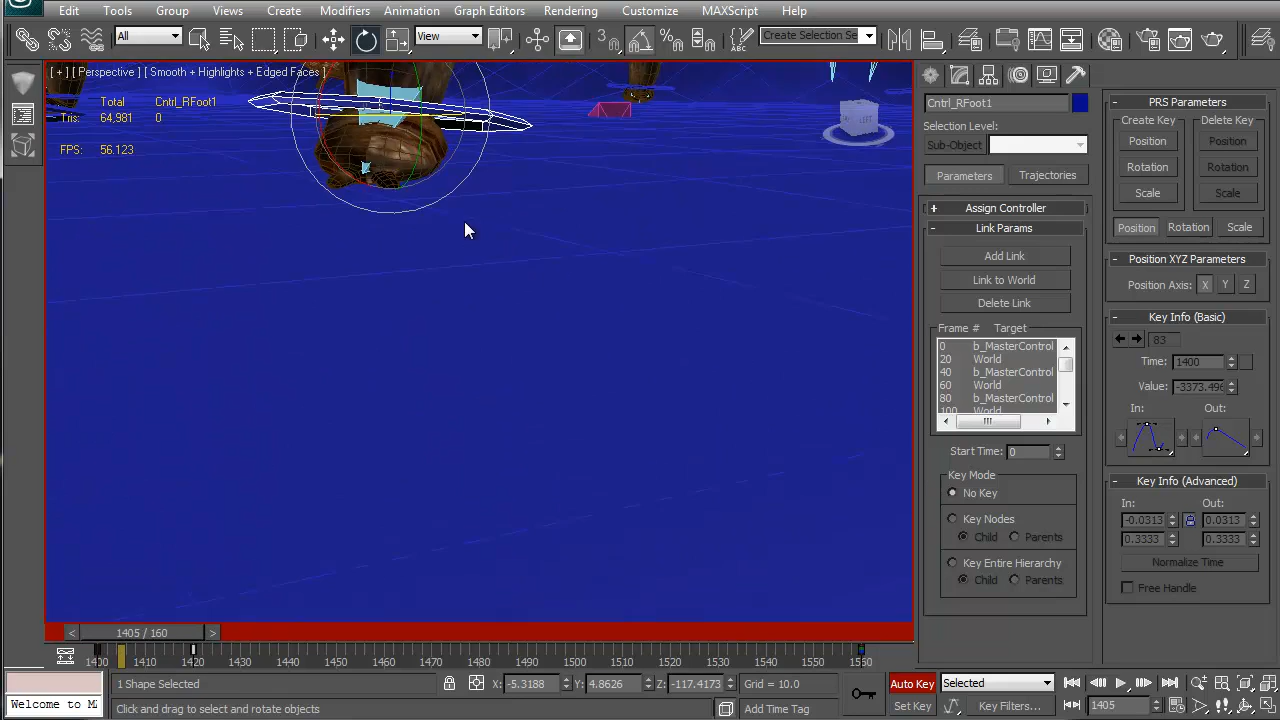 Edit Tools Group Views Create Modifiers Animation Graph Editors Rendering Customize MAXScript Help
All View 3 Create Selection Se
[ + ] [ Perspective ] [ Smooth + Highlights + Edged Faces ]
Total Cntrl_RFoot1
Tris: 64,981 0
FPS: 56.123
Cntrl_RFoot1
Selection Level:
Sub-Object
Parameters Trajectories
+ Assign Controller
- Link Params
Add Link
Link to World
Delete Link
Frame # Target
0 b_MasterControl
20 World
40 b_MasterControl
60 World
80 b_MasterControl
100 World
Start Time: 0
Key Mode
No Key
Key Nodes
Child Parents
Key Entire Hierarchy
Child Parents
- PRS Parameters
Create Key Delete Key
Position Position
Rotation Rotation
Scale Scale
Position Rotation Scale
- Position XYZ Parameters
Position Axis: X Y Z
- Key Info (Basic)
83
Time: 1400
Value: -3373.496
In: Out:
- Key Info (Advanced)
In: Out:
-0.0313 0.0313
0.3333 0.3333
Normalize Time
Free Handle
< 1405 / 160 >
1400 1410 1420 1430 1440 1450 1460 1470 1480 1490 1500 1510 1520 1530 1540 1550 1560
1 Shape Selected X: -5.3188 Y: 4.8626 Z: -117.4173 Grid = 10.0 Auto Key Selected
Welcome to M Click and drag to select and rotate objects Add Time Tag Set Key Key Filters... 1405